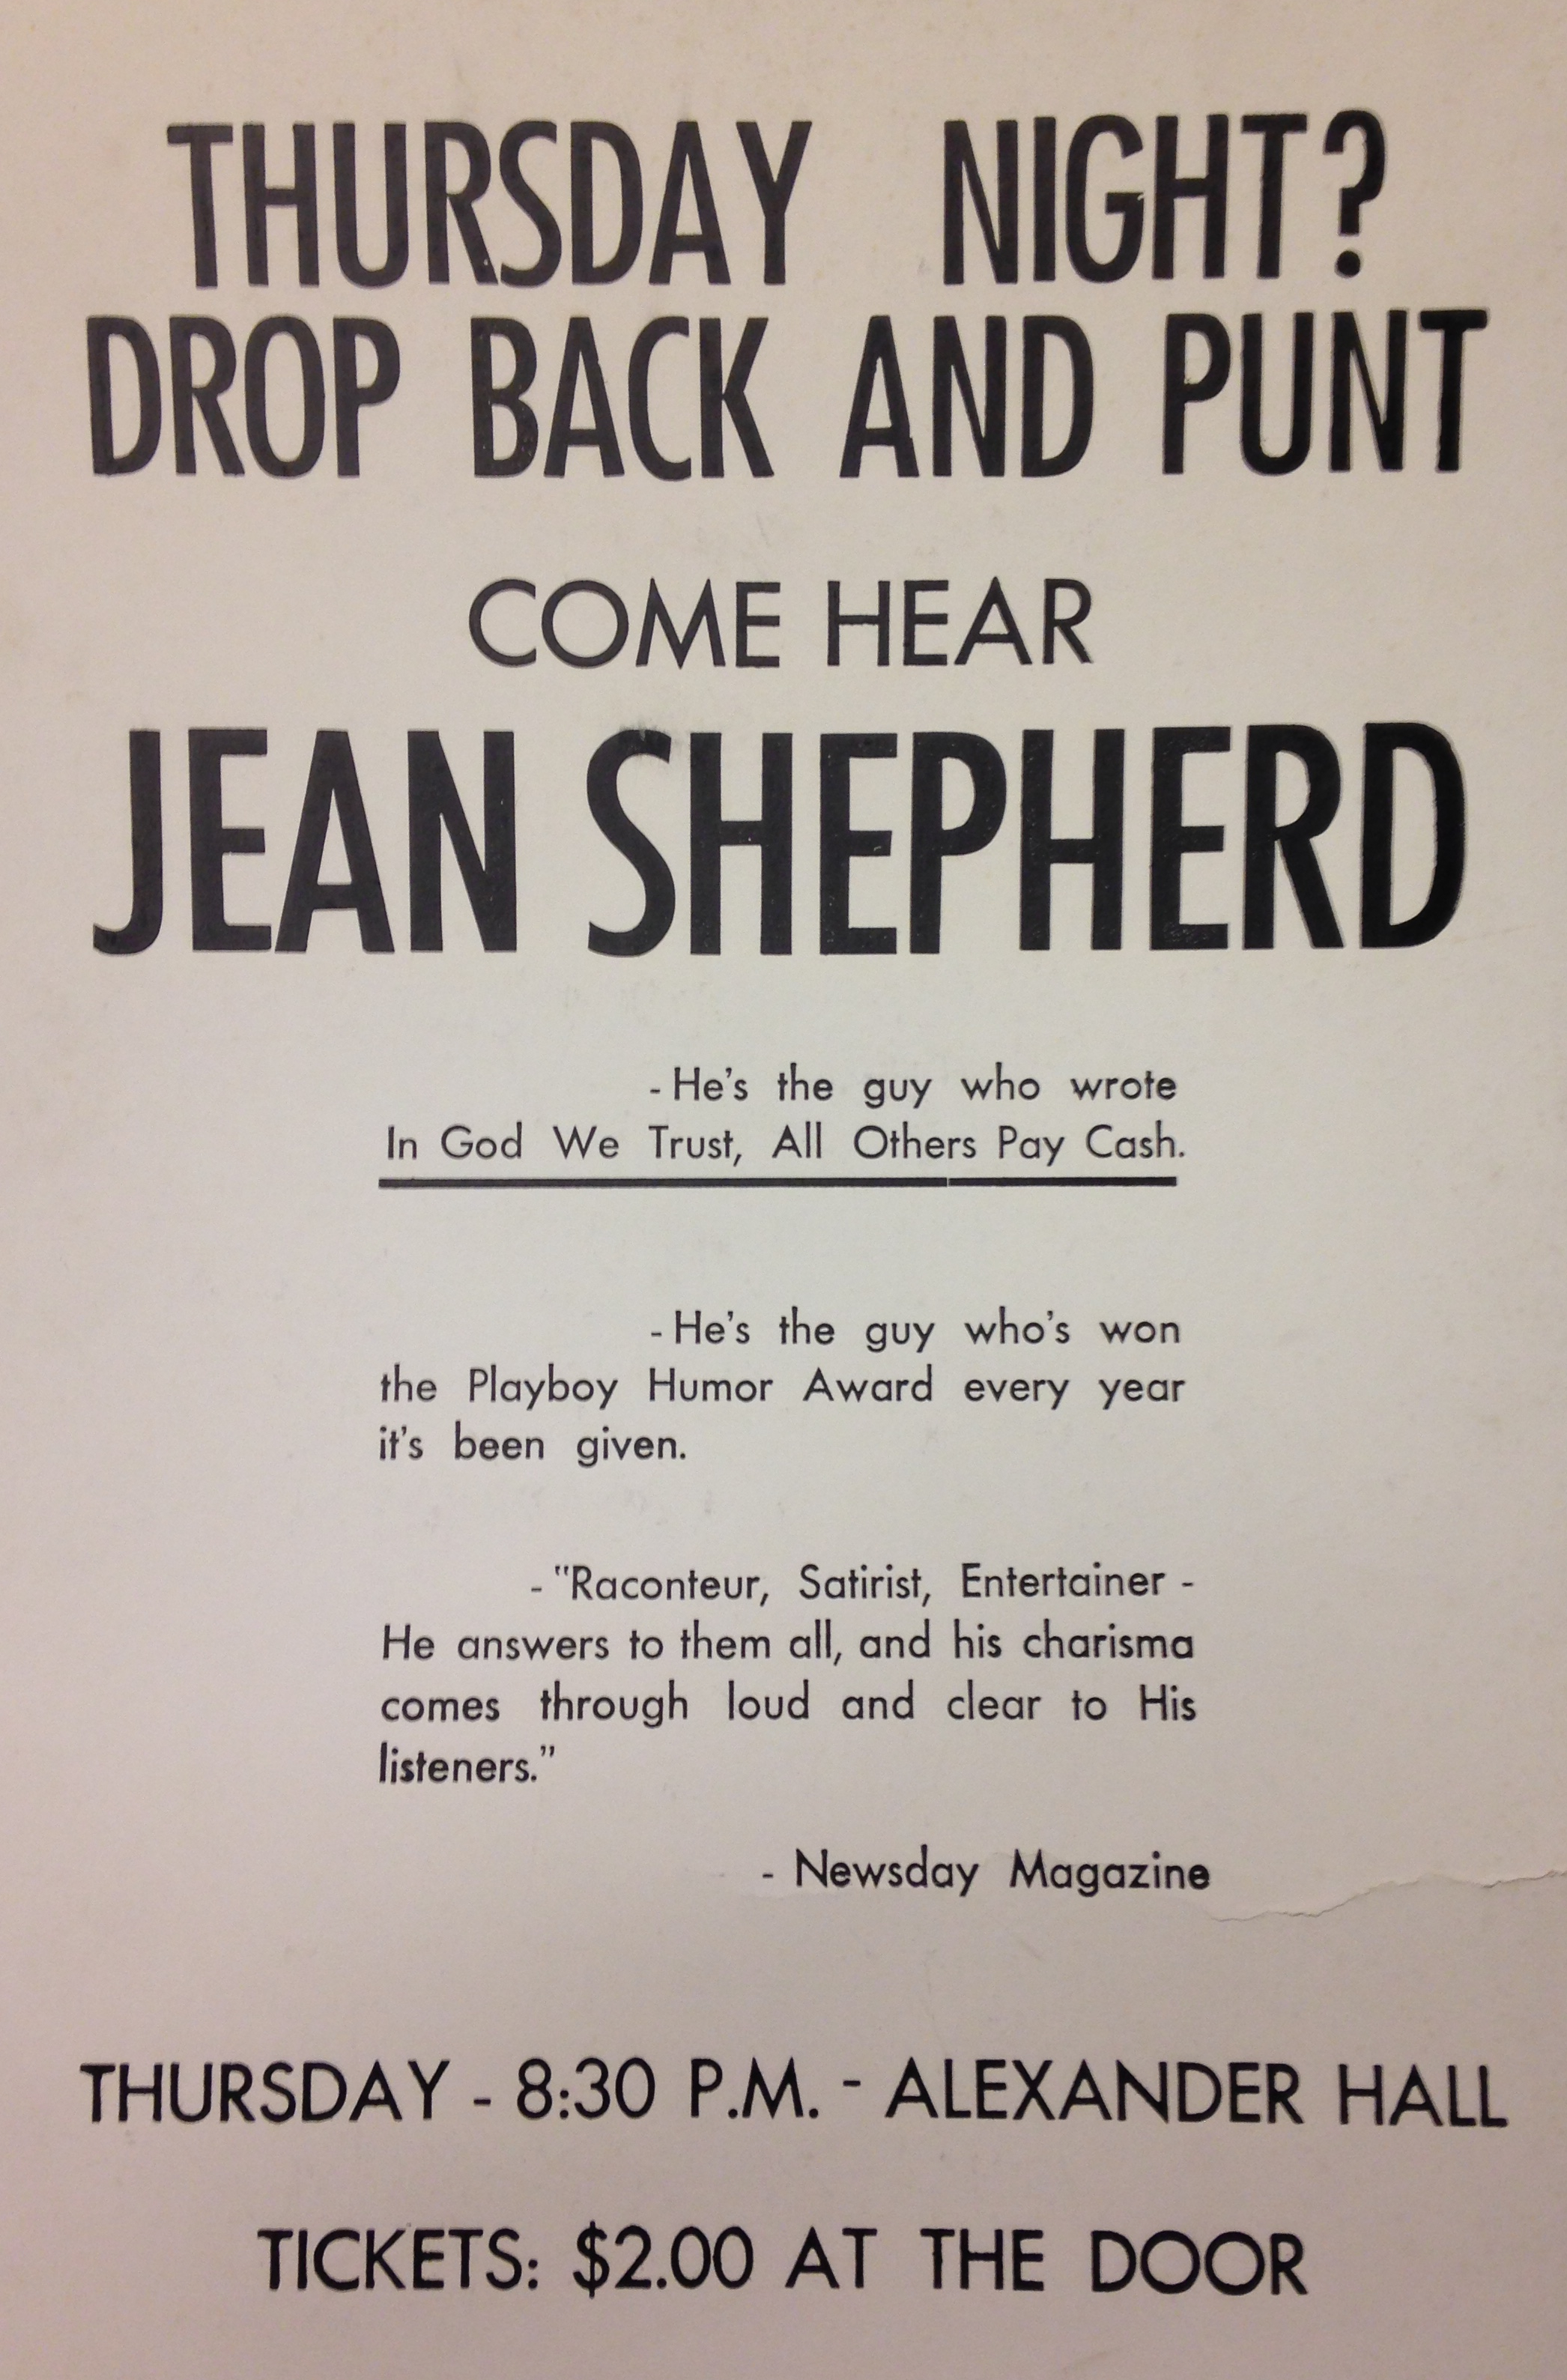 THURSDAY NIGHT?
DROP BACK AND PUNT
COME HEAR
JEAN SHEPHERD
- He's the guy who wrote
In God We Trust, All Others Pay Cash.
- He's the guy who's won
the Playboy Humor Award every year
it's been given.
- "Raconteur, Satirist, Entertainer -
He answers to them all, and his charisma
comes through loud and clear to His
listeners."
- Newsday Magazine
THURSDAY - 8:30 P.M. - ALEXANDER HALL
TICKETS: $2.00 AT THE DOOR